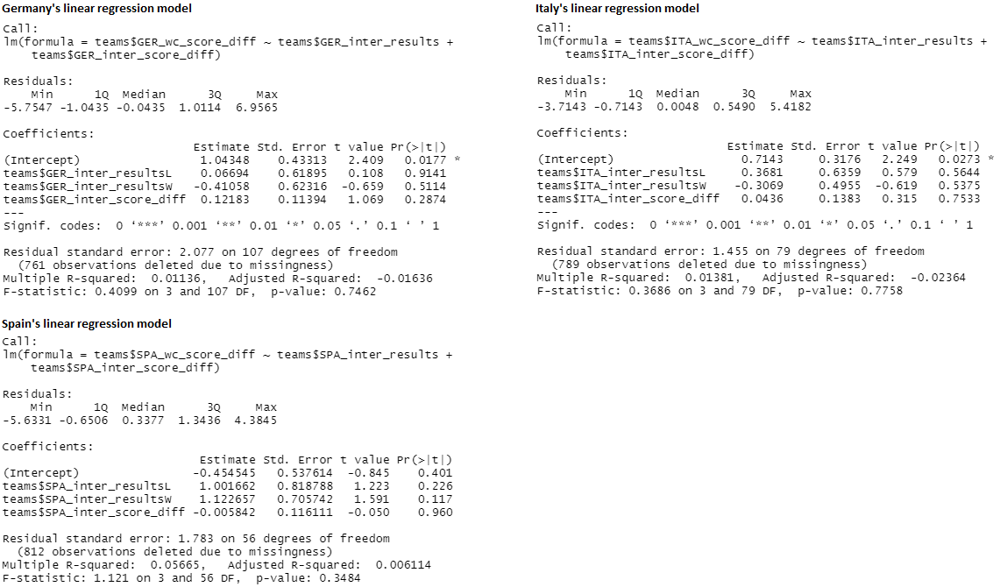 Germany's linear regression model
Call:
lm(formula = teams$GER_wc_score_diff ~ teams$GER_inter_results +
    teams$GER_inter_score_diff)
Residuals:
    Min      1Q  Median      3Q     Max
-5.7547 -1.0435 -0.0435  1.0114  6.9565
Coefficients:
                           Estimate Std. Error t value Pr(>|t|)
(Intercept)                 1.04348    0.43313   2.409   0.0177 *
teams$GER_inter_resultsL    0.06694    0.61895   0.108   0.9141
teams$GER_inter_resultsW   -0.41058    0.62316  -0.659   0.5114
teams$GER_inter_score_diff  0.12183    0.11394   1.069   0.2874
---
Signif. codes:  0 ‘***’ 0.001 ‘**’ 0.01 ‘*’ 0.05 ‘.’ 0.1 ‘ ’ 1
Residual standard error: 2.077 on 107 degrees of freedom
  (761 observations deleted due to missingness)
Multiple R-squared:  0.01136,	Adjusted R-squared:  -0.01636
F-statistic: 0.4099 on 3 and 107 DF,  p-value: 0.7462
Italy's linear regression model
Call:
lm(formula = teams$ITA_wc_score_diff ~ teams$ITA_inter_results +
    teams$ITA_inter_score_diff)
Residuals:
    Min      1Q  Median      3Q     Max
-3.7143 -0.7143  0.0048  0.5490  5.4182
Coefficients:
                           Estimate Std. Error t value Pr(>|t|)
(Intercept)                  0.7143     0.3176   2.249   0.0273 *
teams$ITA_inter_resultsL     0.3681     0.6359   0.579   0.5644
teams$ITA_inter_resultsW    -0.3069     0.4955  -0.619   0.5375
teams$ITA_inter_score_diff   0.0436     0.1383   0.315   0.7533
---
Signif. codes:  0 ‘***’ 0.001 ‘**’ 0.01 ‘*’ 0.05 ‘.’ 0.1 ‘ ’ 1
Residual standard error: 1.455 on 79 degrees of freedom
  (789 observations deleted due to missingness)
Multiple R-squared:  0.01381,	Adjusted R-squared:  -0.02364
F-statistic: 0.3686 on 3 and 79 DF,  p-value: 0.7758
Spain's linear regression model
Call:
lm(formula = teams$SPA_wc_score_diff ~ teams$SPA_inter_results +
    teams$SPA_inter_score_diff)
Residuals:
    Min      1Q  Median      3Q     Max
-5.6331 -0.6506  0.3377  1.3436  4.3845
Coefficients:
                            Estimate Std. Error t value Pr(>|t|)
(Intercept)                -0.454545   0.537614  -0.845    0.401
teams$SPA_inter_resultsL    1.001662   0.818788   1.223    0.226
teams$SPA_inter_resultsW    1.122657   0.705742   1.591    0.117
teams$SPA_inter_score_diff -0.005842   0.116111  -0.050    0.960
Residual standard error: 1.783 on 56 degrees of freedom
  (812 observations deleted due to missingness)
Multiple R-squared:  0.05665,	Adjusted R-squared:  0.006114
F-statistic: 1.121 on 3 and 56 DF,  p-value: 0.3484